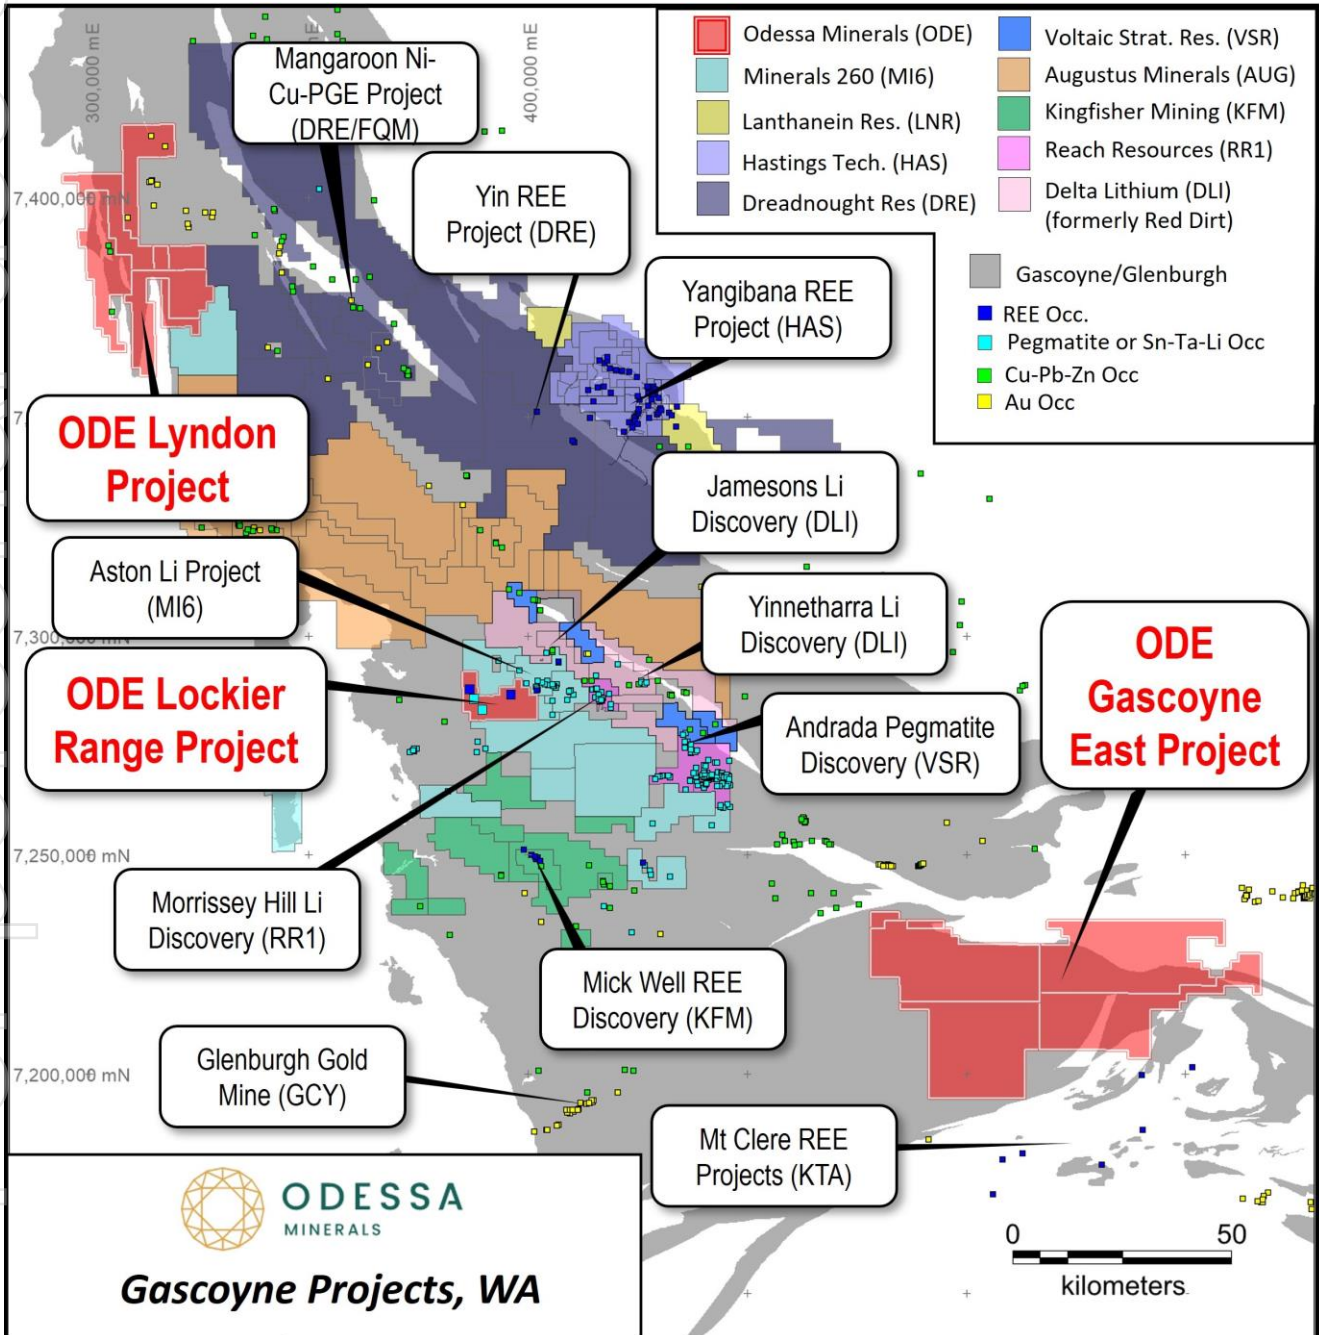 300,000 mE
mE
400,000 mE
Mangaroon Ni-
Cu-PGE Project
(DRE/FQM)
Odessa Minerals (ODE)
Minerals 260 (MI6)
Lanthanein Res. (LNR)
Hastings Tech. (HAS)
Dreadnought Res (DRE)
Voltaic Strat. Res. (VSR)
Augustus Minerals (AUG)
Kingfisher Mining (KFM)
Reach Resources (RR1)
Delta Lithium (DLI)
(formerly Red Dirt)
Gascoyne/Glenburgh
REE Occ.
Pegmatite or Sn-Ta-Li Occ
Cu-Pb-Zn Occ
Au Occ
7,400,000 mN
Yin REE
Project (DRE)
Yangibana REE
Project (HAS)
ODE Lyndon
Project
Jamesons Li
Discovery (DLI)
Aston Li Project
(MI6)
Yinnetharra Li
Discovery (DLI)
7,300,000 mN
ODE
Gascoyne
East Project
ODE Lockier
Range Project
Andrada Pegmatite
Discovery (VSR)
7,250,000 mN
Morrissey Hill Li
Discovery (RR1)
Mick Well REE
Discovery (KFM)
Glenburgh Gold
Mine (GCY)
7,200,000 mN
Mt Clere REE
Projects (KTA)
ODESSA
MINERALS
Gascoyne Projects, WA
0 50
kilometers